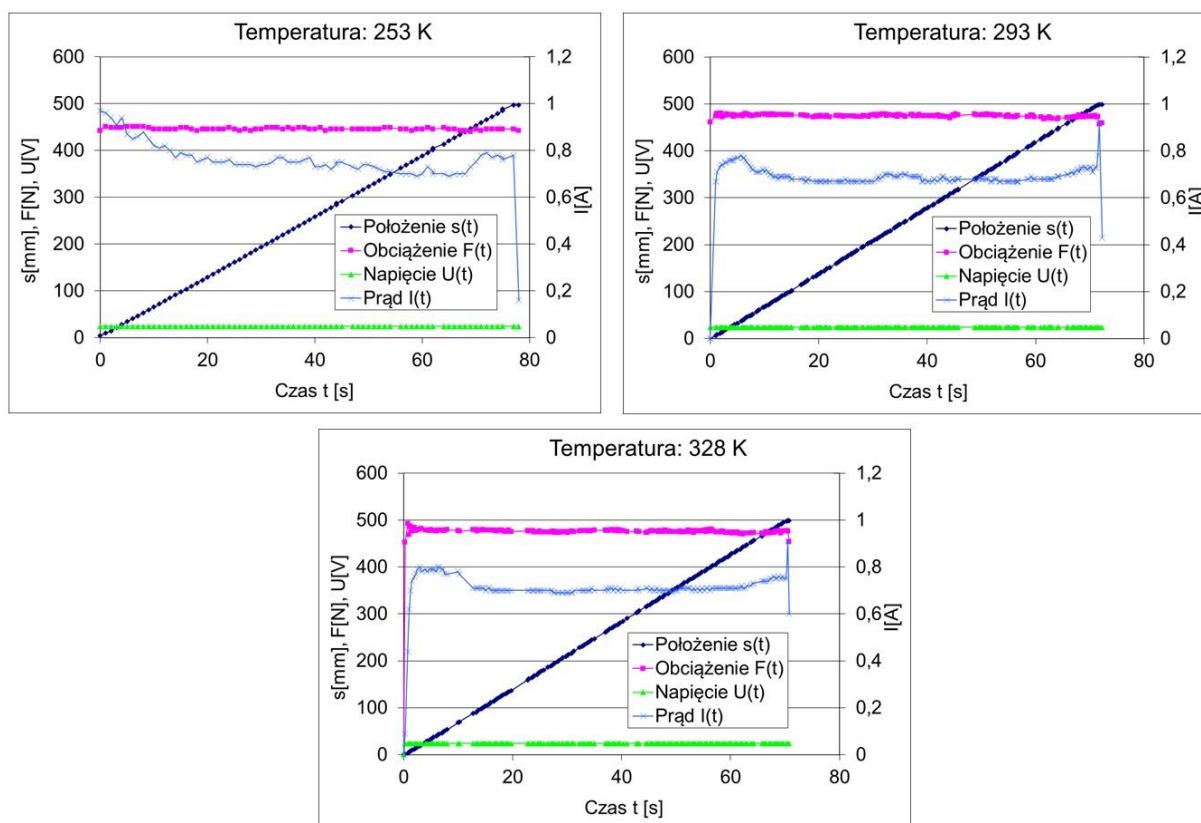 Temperatura: 253 K
600
500
400
300
200
100
0
s[mm], F[N], U[V]
1,2
1
0,8
0,6
0,4
0,2
0
I[A]
Położenie s(t)
Obciążenie F(t)
Napięcie U(t)
Prąd I(t)
0 20 40 60 80
Czas t [s]
Temperatura: 293 K
600
500
400
300
200
100
0
s[mm], F[N], U[V]
1,2
1
0,8
0,6
0,4
0,2
0
I[A]
Położenie s(t)
Obciążenie F(t)
Napięcie U(t)
Prąd I(t)
0 20 40 60 80
Czas t [s]
Temperatura: 328 K
600
500
400
300
200
100
0
s[mm], F[N], U[V]
1,2
1
0,8
0,6
0,4
0,2
0
I[A]
Położenie s(t)
Obciążenie F(t)
Napięcie U(t)
Prąd I(t)
0 20 40 60 80
Czas t [s]